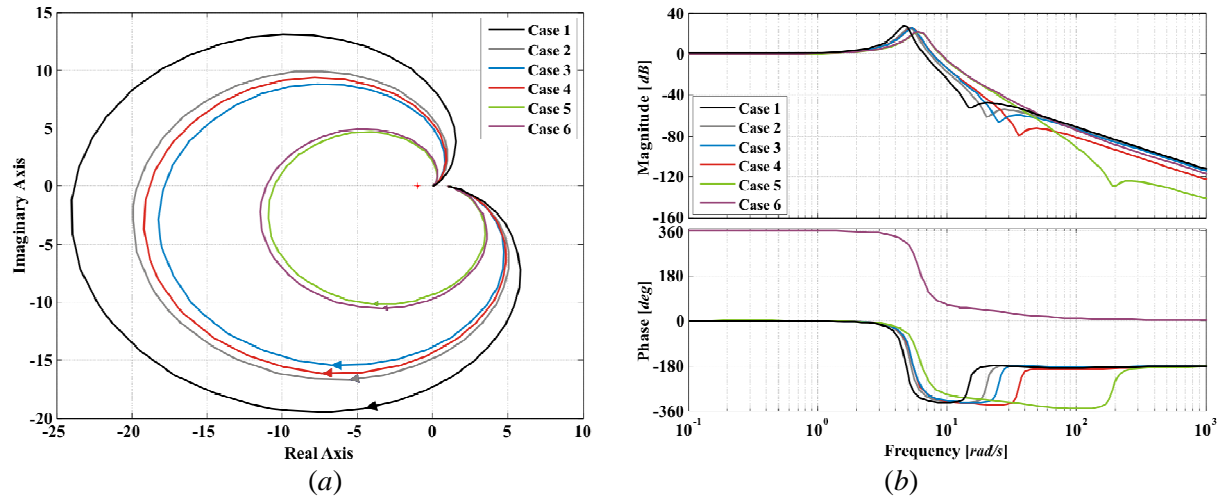 15
10
5
0
-5
-10
-15
-20
-25
-20
-15
-10
-5
0
5
10
Imaginary Axis
Real Axis
Case 1
Case 2
Case 3
Case 4
Case 5
Case 6
(a)
40
0
-40
-80
-120
-160
Magnitude [dB]
Case 1
Case 2
Case 3
Case 4
Case 5
Case 6
360
180
0
-180
-360
Phase [deg]
10^-1
10^0
10^1
10^2
10^3
Frequency [rad/s]
(b)